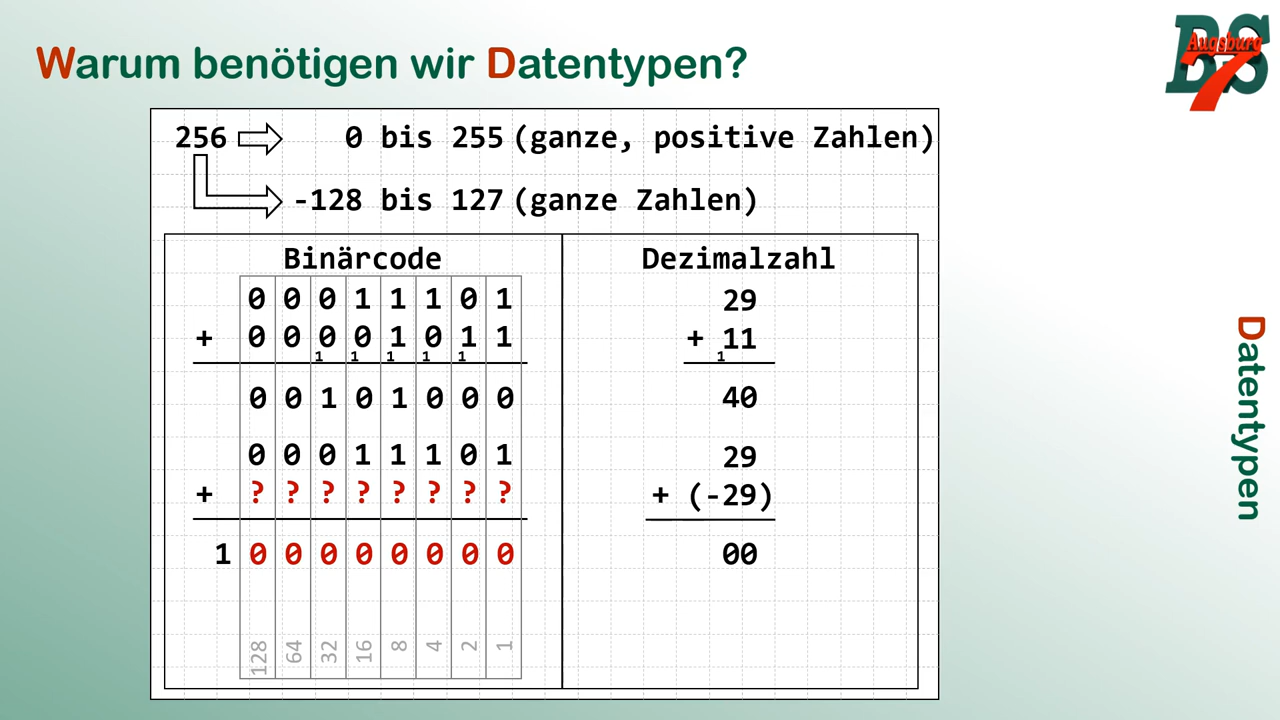 Warum benötigen wir Datentypen?
BS
Augsburg
7
256 0 bis 255 (ganze, positive Zahlen)
-128 bis 127 (ganze Zahlen)
Binärcode Dezimalzahl
0 0 0 1 1 1 0 1 29
+ 0 0 0 0 1 0 1 1 + 11
1 1 1 1 1 1
0 0 1 0 1 0 0 0 40
0 0 0 1 1 1 0 1 29
+ ? ? ? ? ? ? ? ? + (-29)
1 0 0 0 0 0 0 0 0 00
128 64 32 16 8 4 2 1
Datentypen